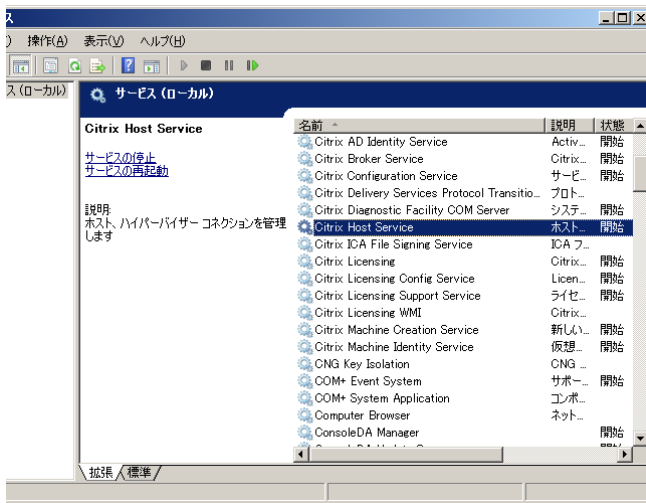 ス
) 操作(A) 表示(V) ヘルプ(H)
ス(ローカル)
サービス (ローカル)
Citrix Host Service
サービスの停止
サービスの再起動
説明:
ホスト、ハイパーバイザー コネクションを管理
します
名前 説明 状態
Citrix AD Identity Service Activ... 開始
Citrix Broker Service Citrix... 開始
Citrix Configuration Service サービ... 開始
Citrix Delivery Services Protocol Transitio... プロト...
Citrix Diagnostic Facility COM Server システ... 開始
Citrix Host Service ホスト... 開始
Citrix ICA File Signing Service ICA フ...
Citrix Licensing Citrix... 開始
Citrix Licensing Config Service Licen... 開始
Citrix Licensing Support Service ライセ... 開始
Citrix Licensing WMI Citrix...
Citrix Machine Creation Service 新しい... 開始
Citrix Machine Identity Service 仮想... 開始
CNG Key Isolation CNG ...
COM+ Event System サポー... 開始
COM+ System Application コンポ...
Computer Browser ネット...
ConsoleDA Manager 開始
拡張 標準